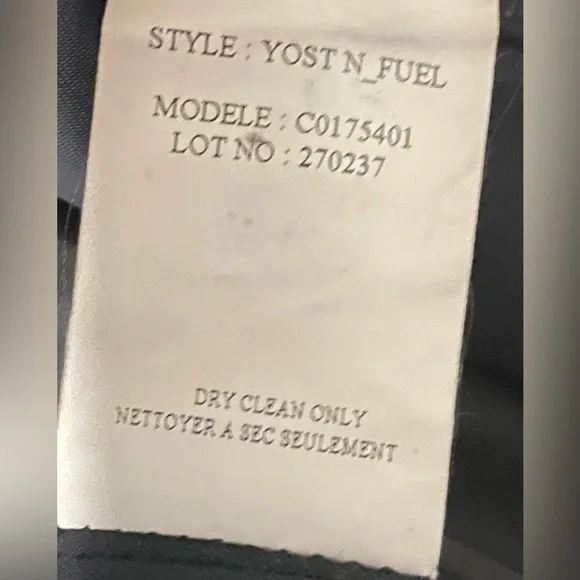 STYLE : YOST N_FUEL
MODELE : C0175401
LOT NO : 270237
DRY CLEAN ONLY
NETTOYER A SEC SEULEMENT